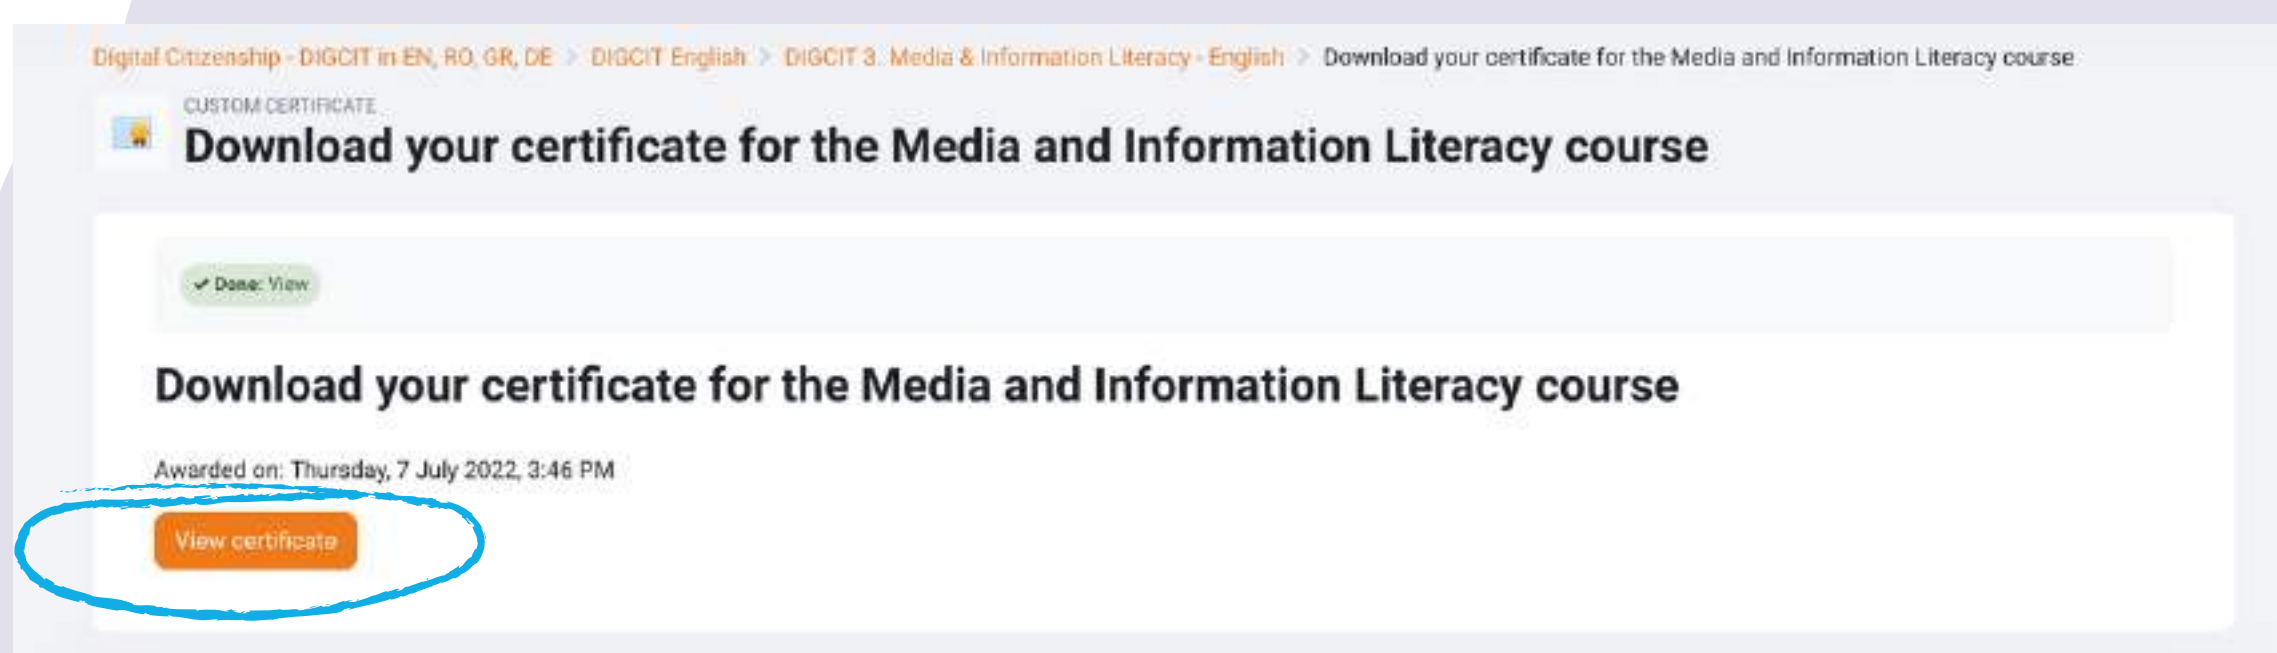 Digital Citizenship - DIGCIT in EN, RO, GR, DE > DIGCIT English > DIGCIT 3. Media & Information Literacy - English > Download your certificate for the Media and Information Literacy course
CUSTOM CERTIFICATE
Download your certificate for the Media and Information Literacy course
✓ Done: View
Download your certificate for the Media and Information Literacy course
Awarded on: Thursday, 7 July 2022, 3:46 PM
View certificate